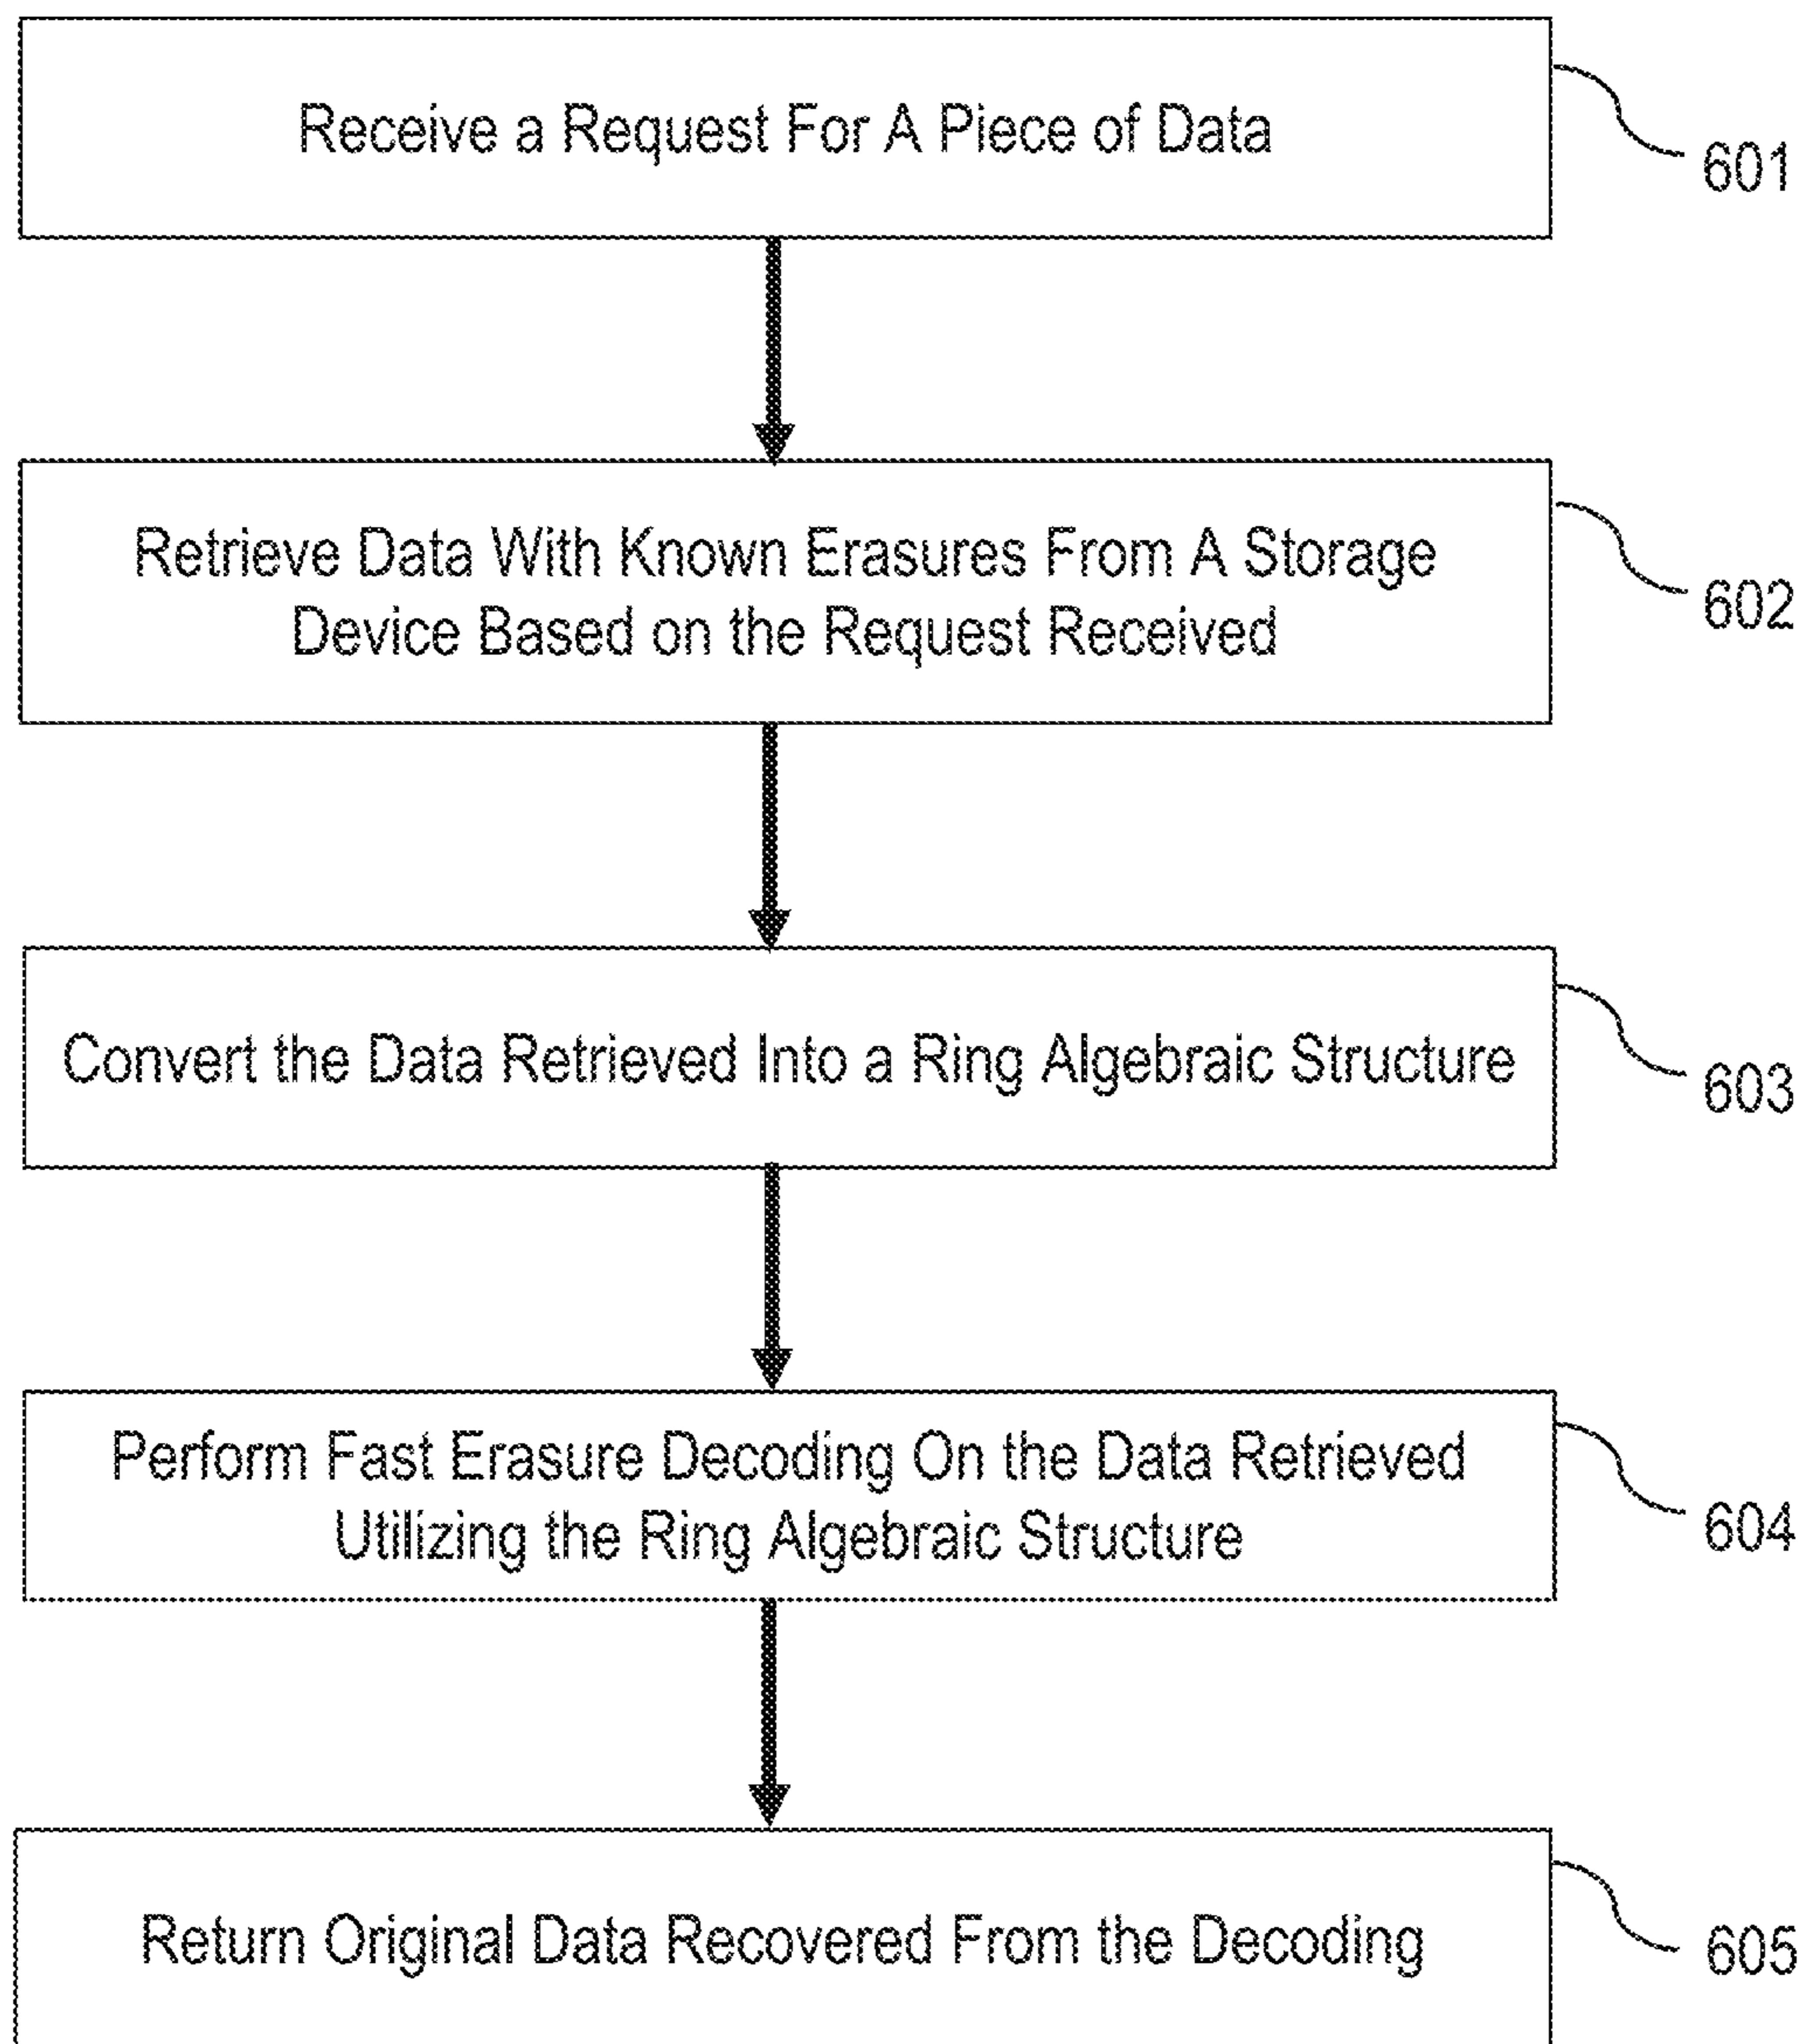 Receive a Request For A Piece of Data
601
Retrieve Data With Known Erasures From A Storage
Device Based on the Request Received
602
Convert the Data Retrieved Into a Ring Algebraic Structure
603
Perform Fast Erasure Decoding On the Data Retrieved
Utilizing the Ring Algebraic Structure
604
Return Original Data Recovered From the Decoding
605